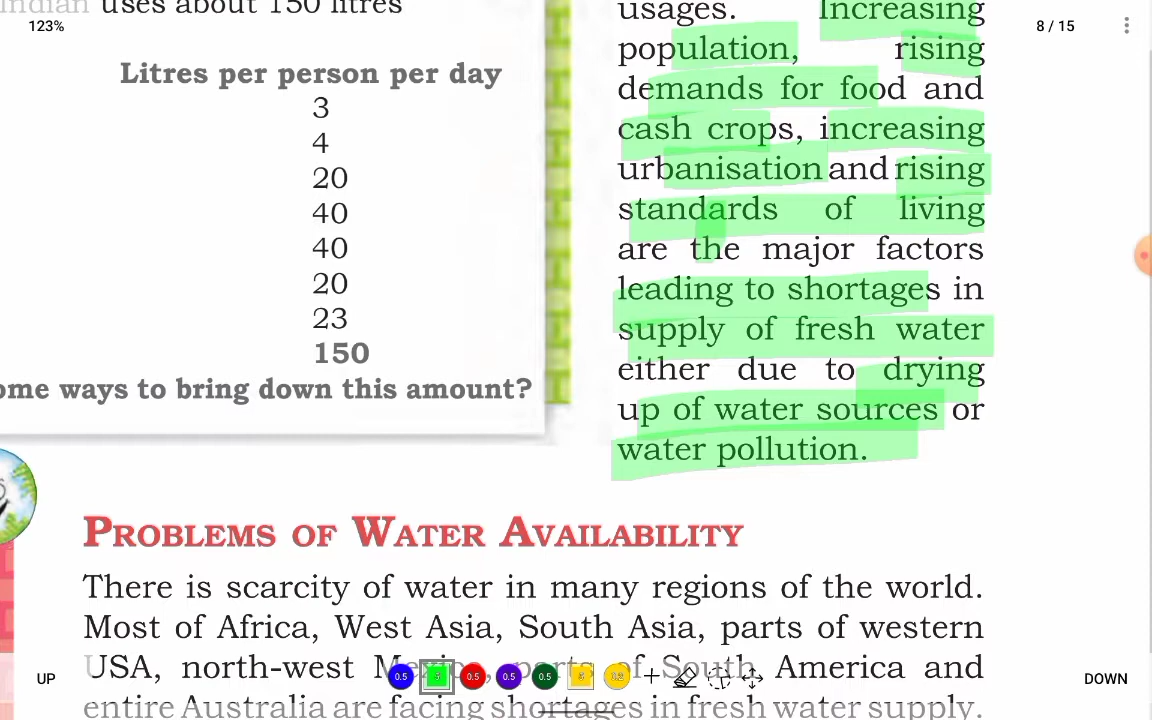 Indian uses about 150 litres
123%
Litres per person per day
3
4
20
40
40
20
23
150
ome ways to bring down this amount?
usages. Increasing
population, rising
demands for food and
cash crops, increasing
urbanisation and rising
standards of living
are the major factors
leading to shortages in
supply of fresh water
either due to drying
up of water sources or
water pollution.
8 / 15
PROBLEMS OF WATER AVAILABILITY
There is scarcity of water in many regions of the world.
Most of Africa, West Asia, South Asia, parts of western
USA, north-west Mexico, parts of South America and
entire Australia are facing shortages in fresh water supply.
UP
0.5
5
0.5
0.5
0.5
DOWN